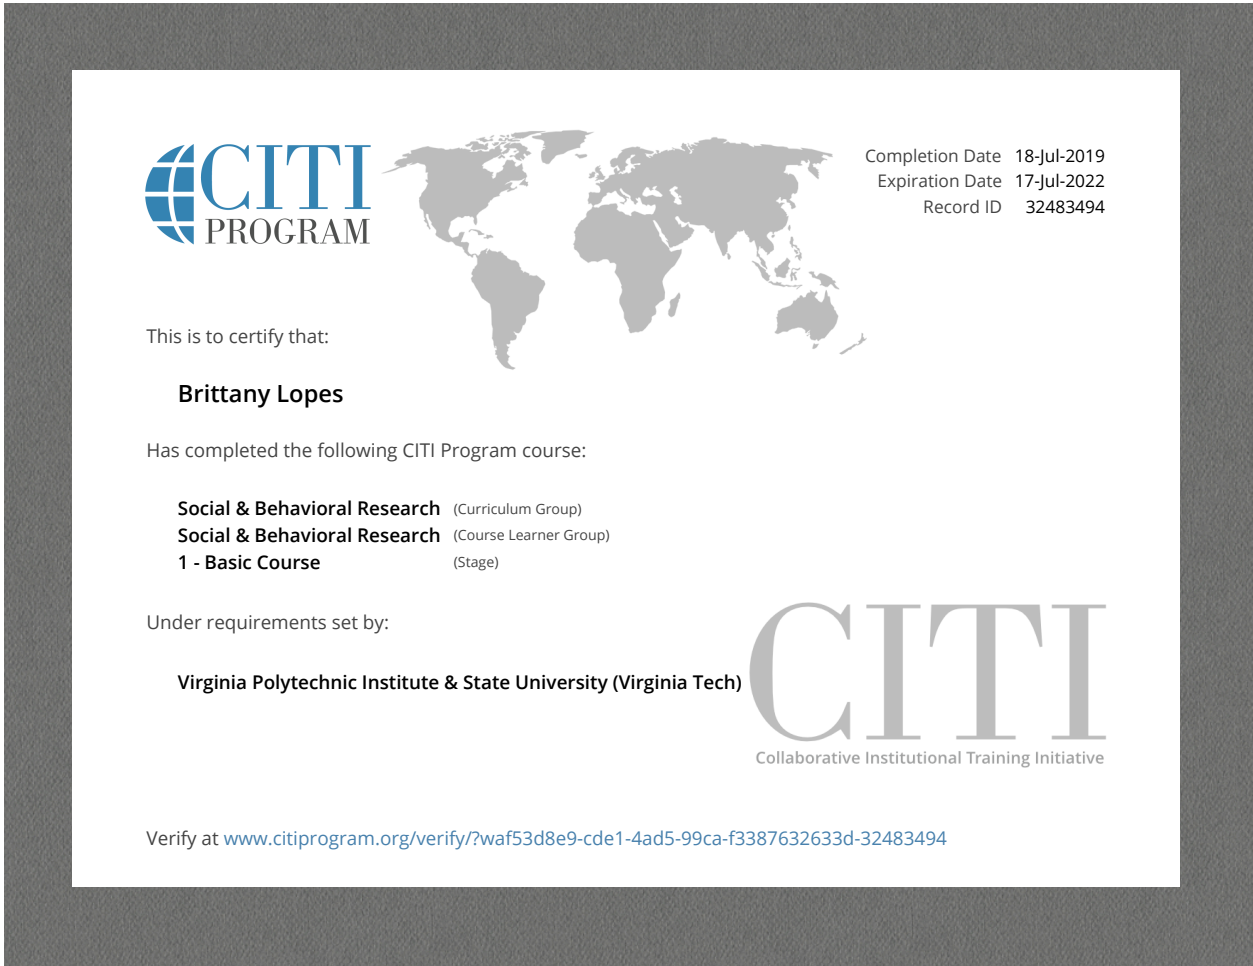 CITI
PROGRAM
Completion Date 18-Jul-2019
Expiration Date 17-Jul-2022
Record ID 32483494
This is to certify that:
Brittany Lopes
Has completed the following CITI Program course:
Social & Behavioral Research (Curriculum Group)
Social & Behavioral Research (Course Learner Group)
1 - Basic Course (Stage)
Under requirements set by:
Virginia Polytechnic Institute & State University (Virginia Tech)
CITI
Collaborative Institutional Training Initiative
Verify at www.citiprogram.org/verify/?waf53d8e9-cde1-4ad5-99ca-f3387632633d-32483494